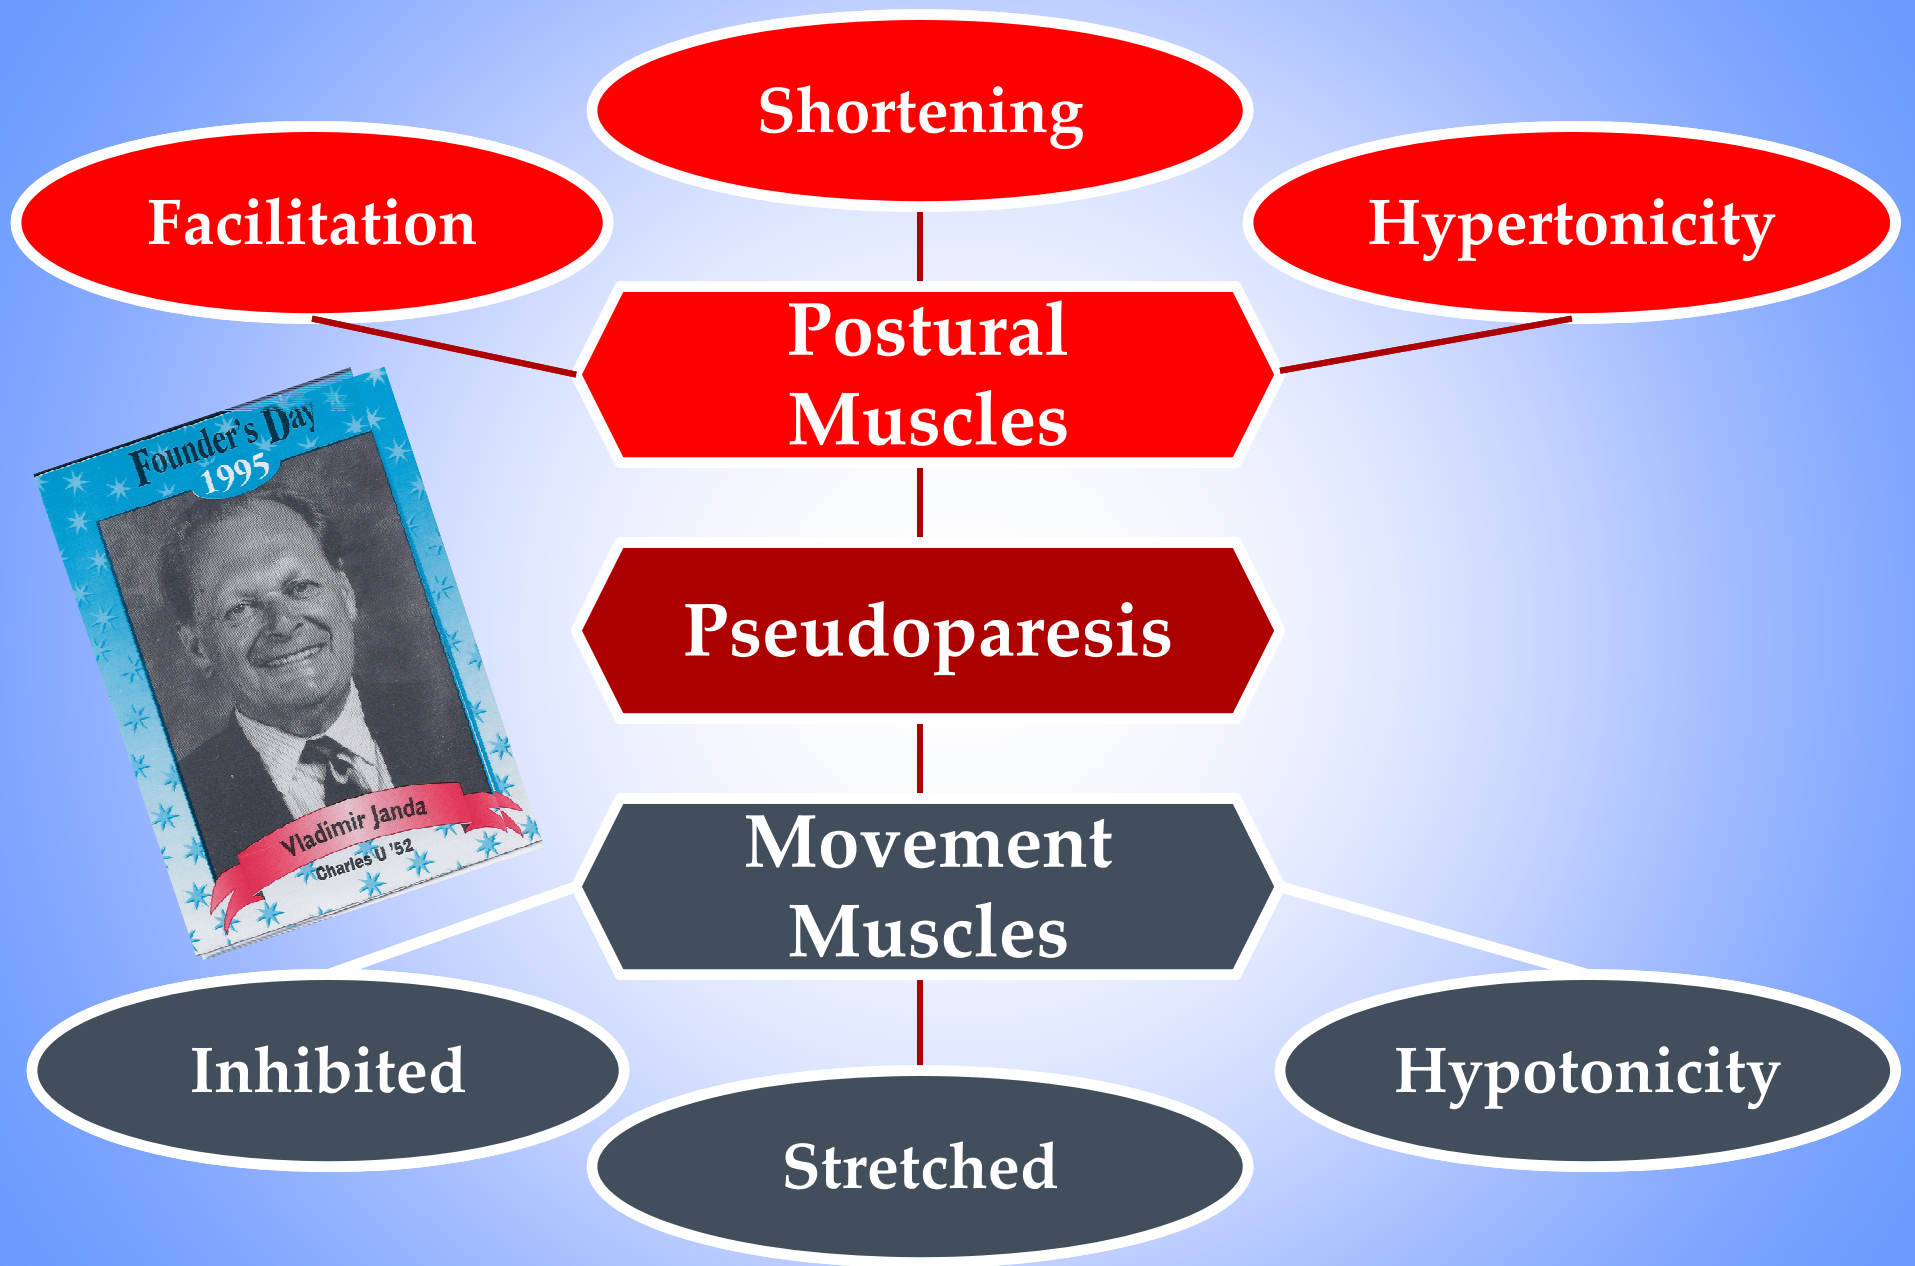 Shortening
Facilitation
Hypertonicity
Postural
Muscles
Founder's Day
1995
Pseudoparesis
Vladimir Janda
Charles U '52
Movement
Muscles
Inhibited
Hypotonicity
Stretched